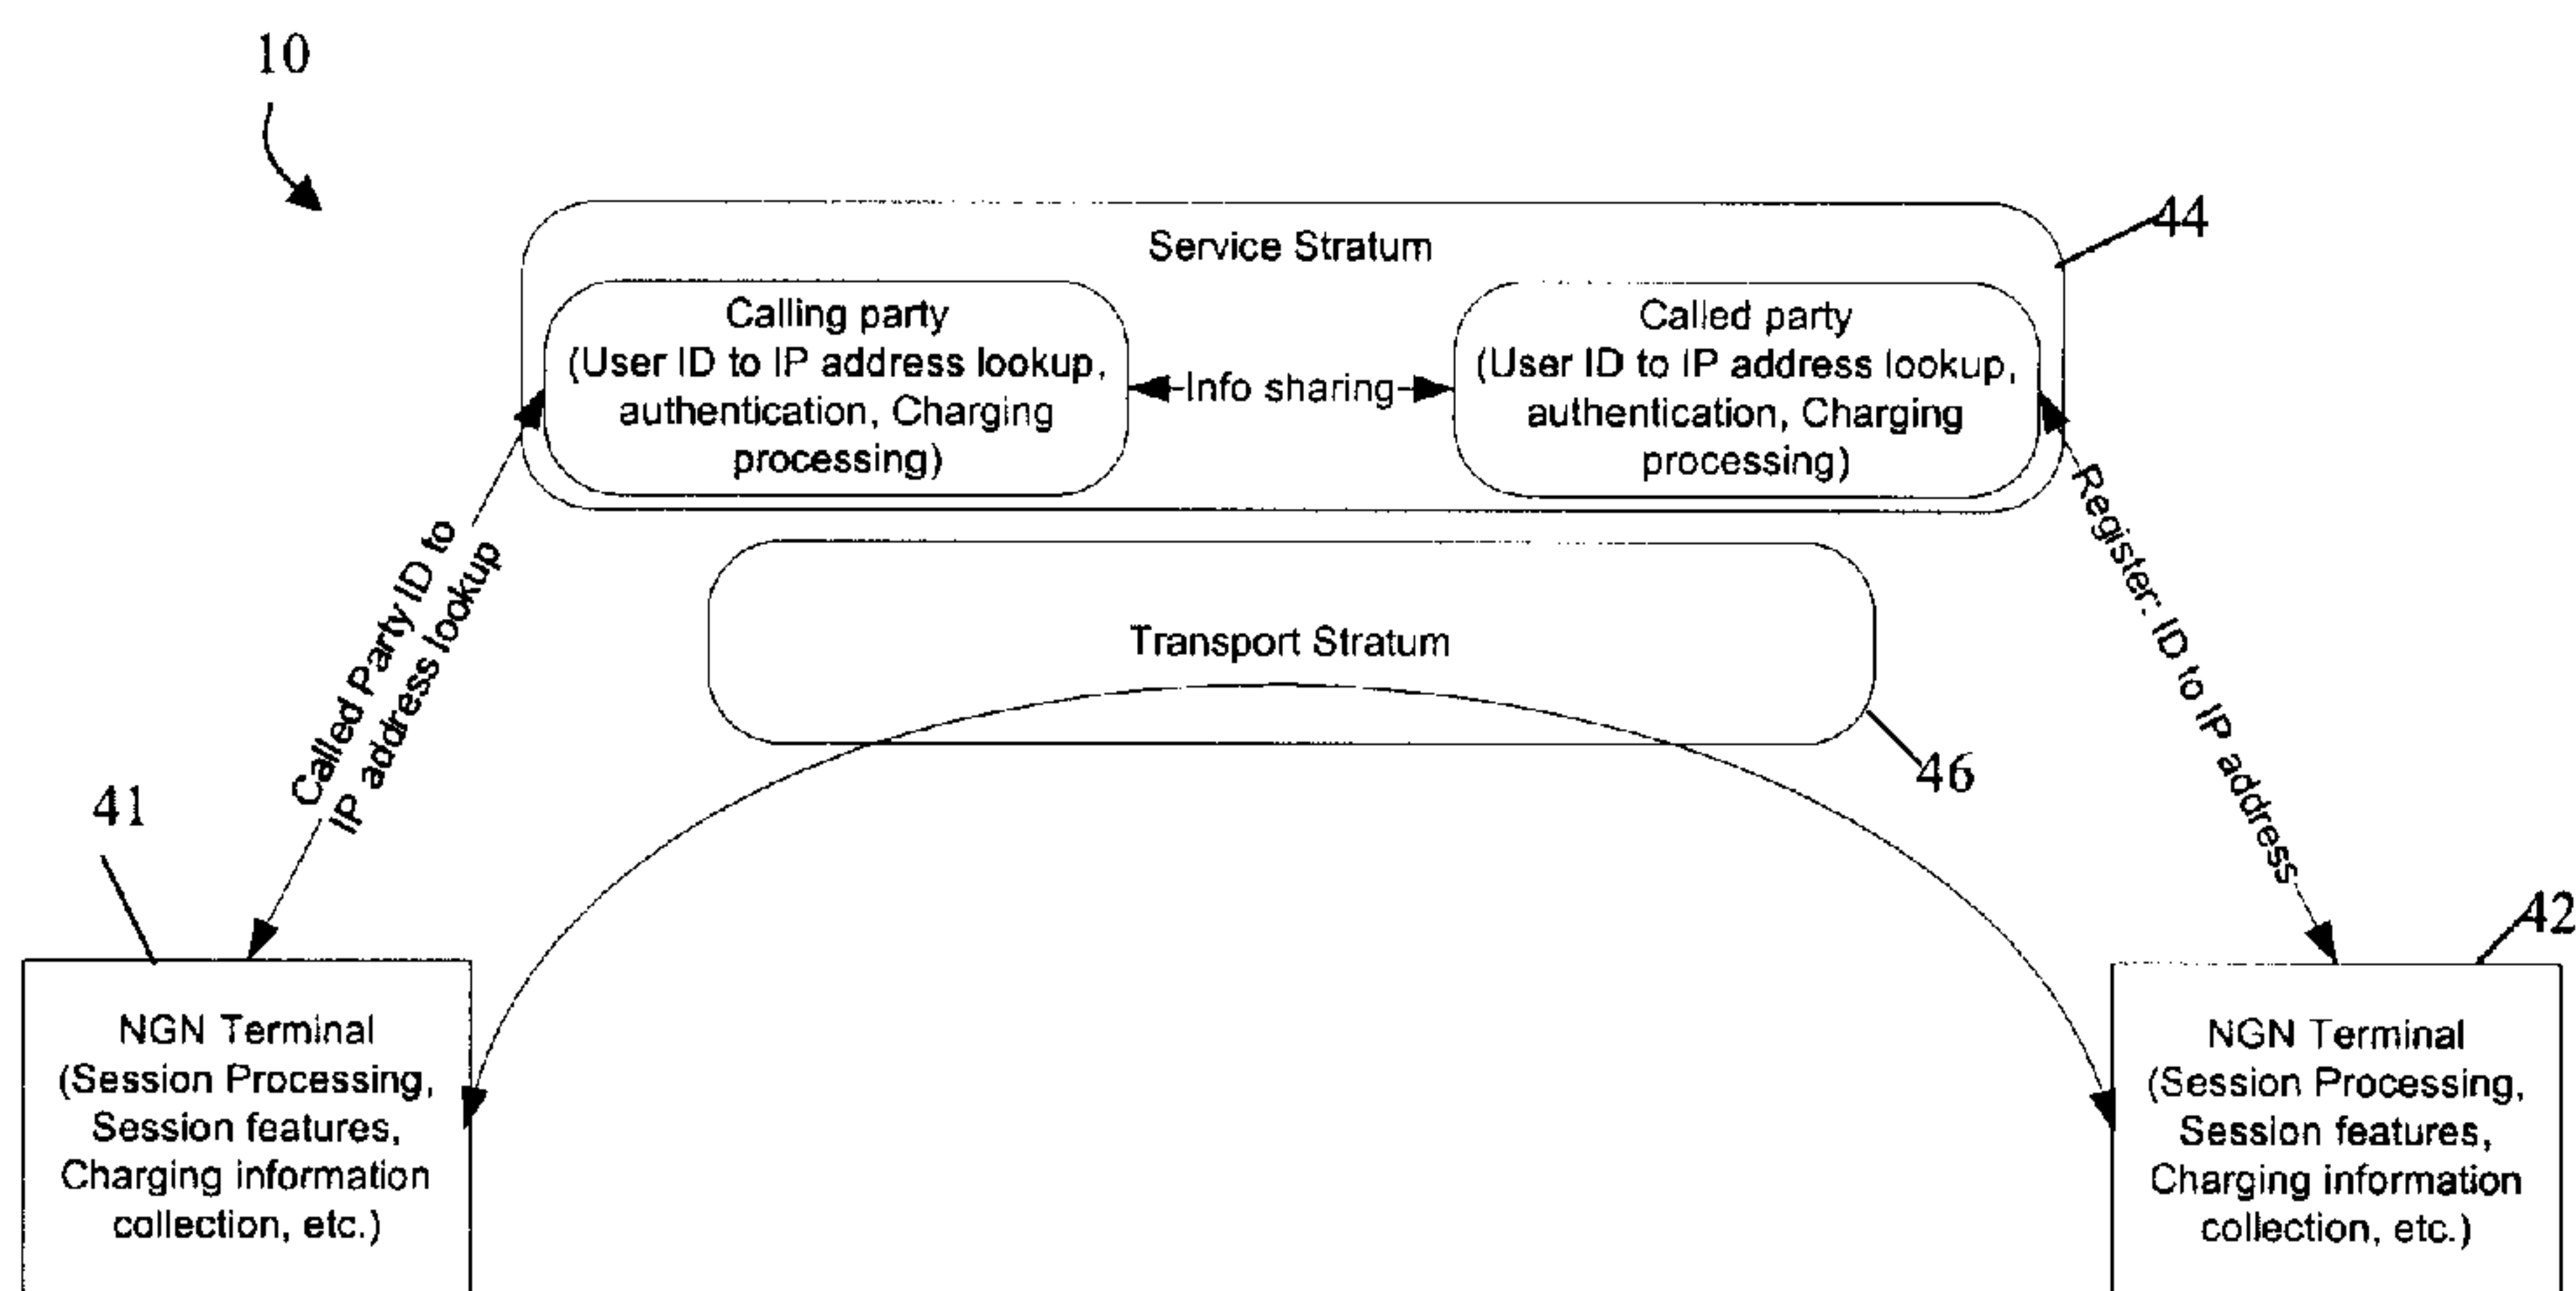 10
44
Service Stratum
Calling party
(User ID to IP address lookup,
authentication, Charging
processing)
Info sharing
Called party
(User ID to IP address lookup,
authentication, Charging
processing)
Called Party ID to
IP address lookup
Register: ID to IP address
Transport Stratum
46
41
42
NGN Terminal
(Session Processing,
Session features,
Charging information
collection, etc.)
NGN Terminal
(Session Processing,
Session features,
Charging information
collection, etc.)